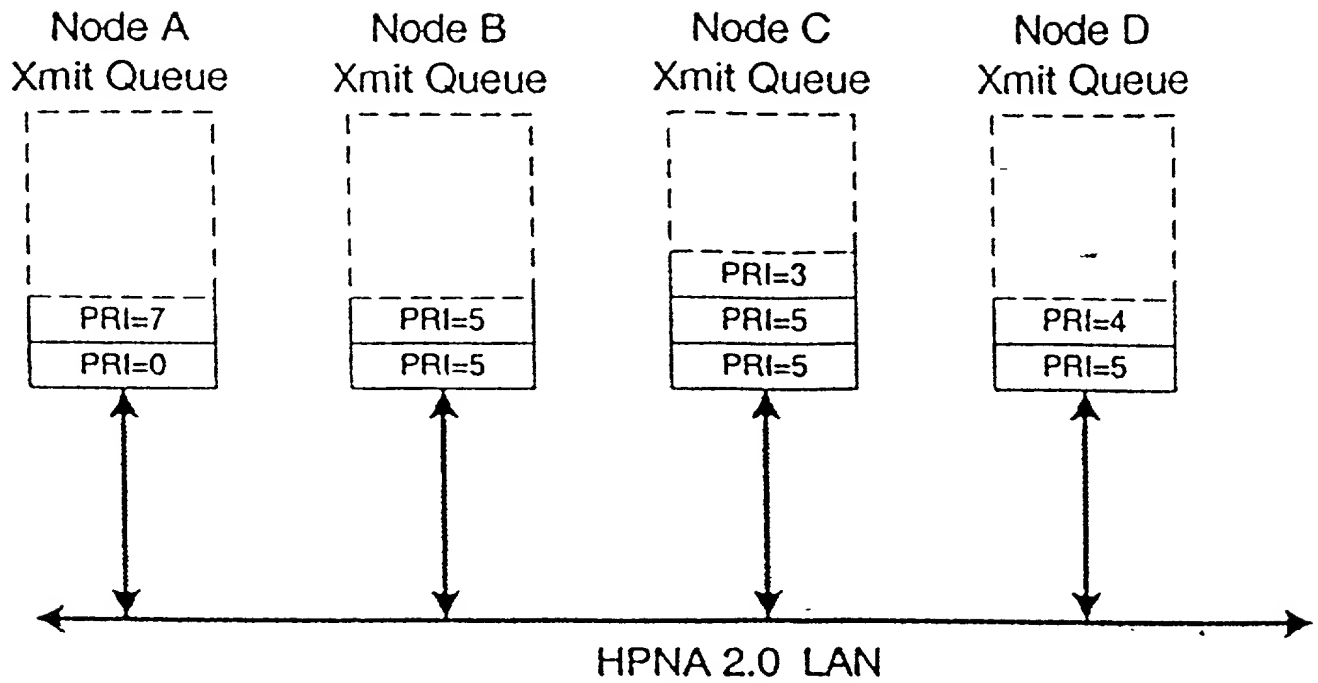 Node A
Xmit Queue
PRI=7
PRI=0
Node B
Xmit Queue
PRI=5
PRI=5
Node C
Xmit Queue
PRI=3
PRI=5
PRI=5
Node D
Xmit Queue
PRI=4
PRI=5
HPNA 2.0 LAN